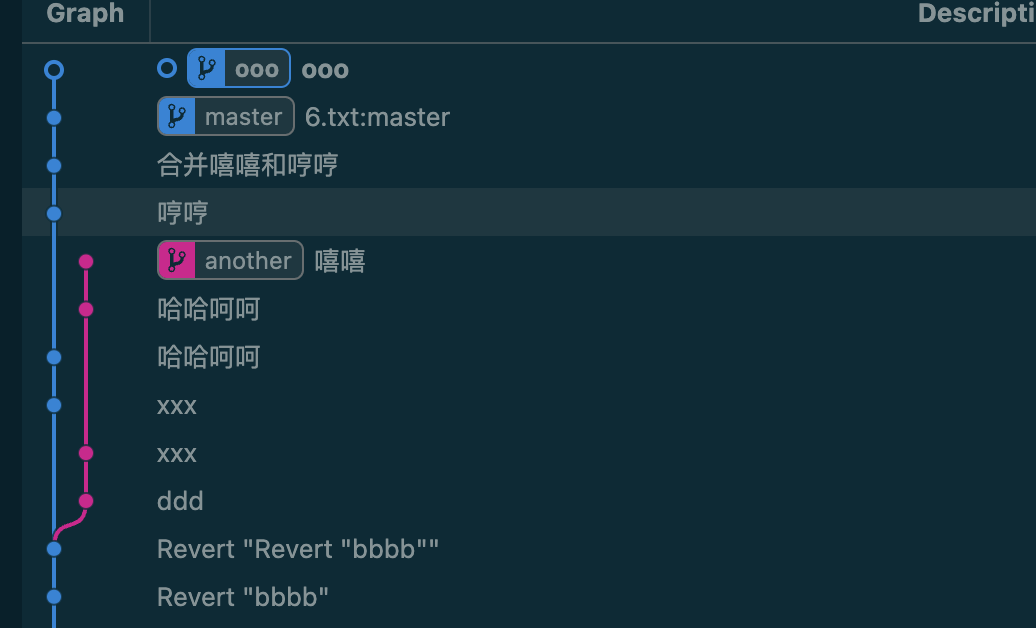 Graph Descripti
ooo ooo
master 6.txt:master
合并嘻嘻和哼哼
哼哼
another 嘻嘻
哈哈呵呵
哈哈呵呵
xxx
xxx
ddd
Revert "Revert "bbbb""
Revert "bbbb"